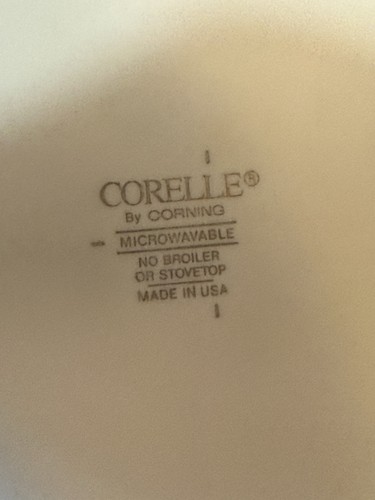 CORELLE®
By CORNING
MICROWAVABLE
NO BROILER
OR STOVETOP
MADE IN USA